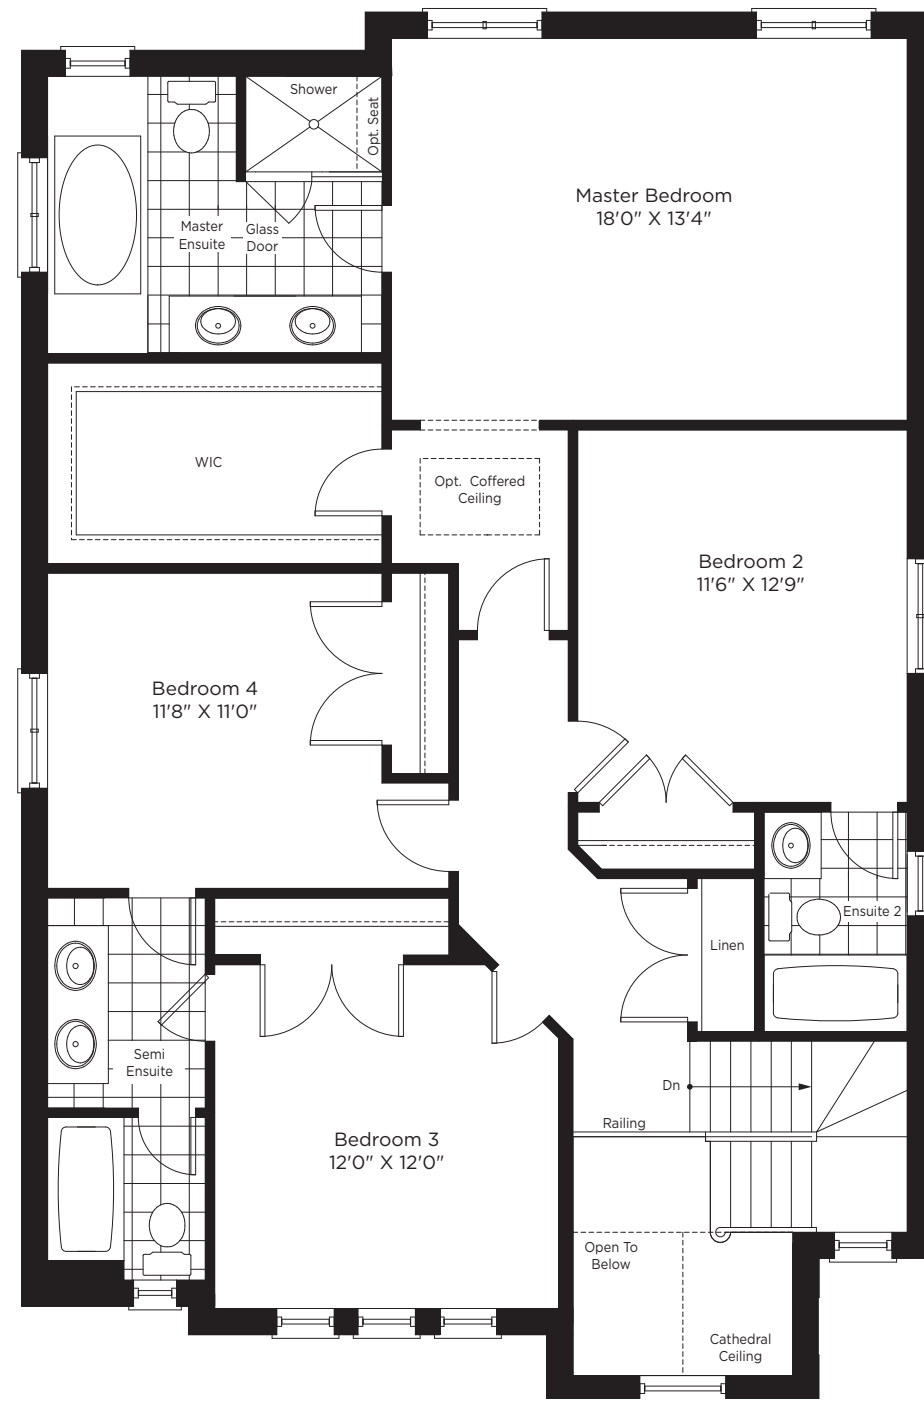 Shower
Opt. Seat
Master
Ensuite
Glass
Door
Master Bedroom
18'0" X 13'4"
WIC
Opt. Coffered
Ceiling
Bedroom 2
11'6" X 12'9"
Bedroom 4
11'8" X 11'0"
Ensuite 2
Linen
Semi
Ensuite
Dn
Railing
Bedroom 3
12'0" X 12'0"
Open To
Below
Cathedral
Ceiling